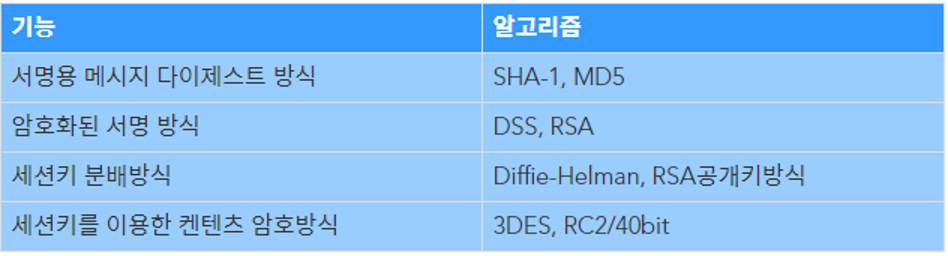 기능 알고리즘
서명용 메시지 다이제스트 방식 SHA-1, MD5
암호화된 서명 방식 DSS, RSA
세션키 분배방식 Diffie-Helman, RSA공개키방식
세션키를 이용한 켄텐츠 암호방식 3DES, RC2/40bit